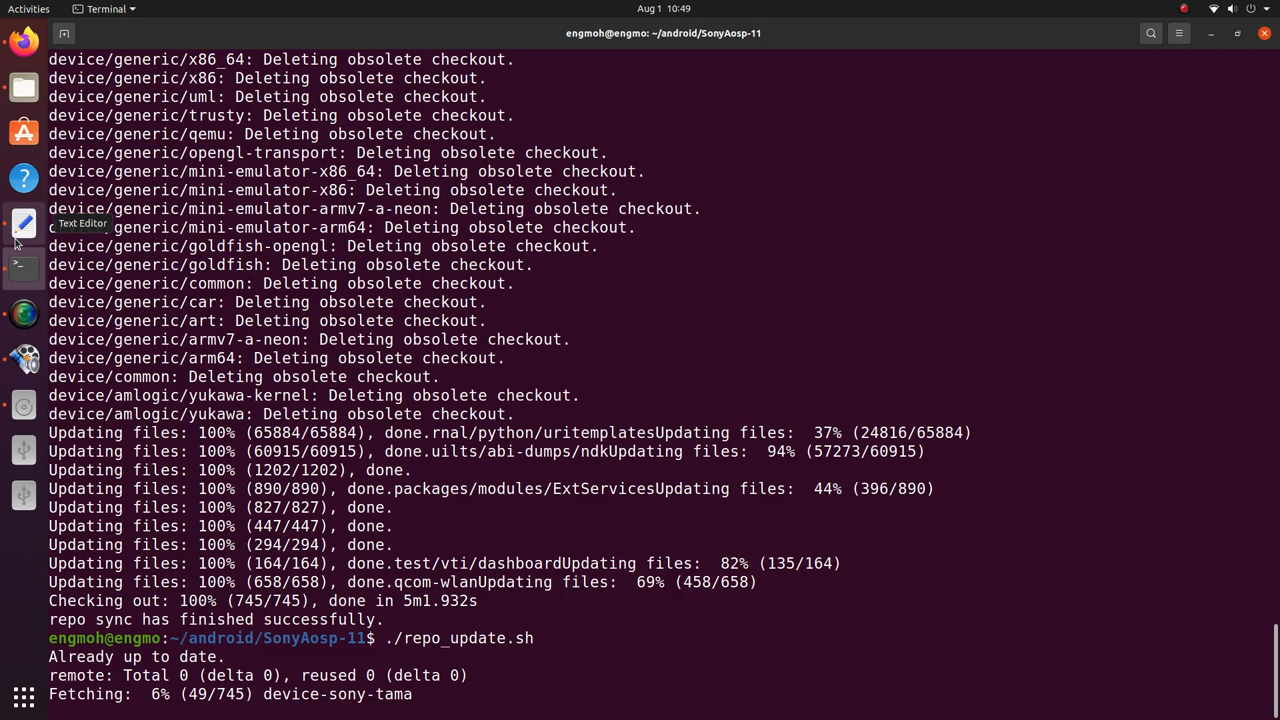 Activities
Terminal
Aug 1 10:49
engmoh@engmo: ~/android/SonyAosp-11
device/generic/x86_64: Deleting obsolete checkout.
device/generic/x86: Deleting obsolete checkout.
device/generic/uml: Deleting obsolete checkout.
device/generic/trusty: Deleting obsolete checkout.
device/generic/qemu: Deleting obsolete checkout.
device/generic/opengl-transport: Deleting obsolete checkout.
device/generic/mini-emulator-x86_64: Deleting obsolete checkout.
device/generic/mini-emulator-x86: Deleting obsolete checkout.
device/generic/mini-emulator-armv7-a-neon: Deleting obsolete checkout.
Text Editor
/generic/mini-emulator-arm64: Deleting obsolete checkout.
device/generic/goldfish-opengl: Deleting obsolete checkout.
device/generic/goldfish: Deleting obsolete checkout.
device/generic/common: Deleting obsolete checkout.
device/generic/car: Deleting obsolete checkout.
device/generic/art: Deleting obsolete checkout.
device/generic/armv7-a-neon: Deleting obsolete checkout.
device/generic/arm64: Deleting obsolete checkout.
device/common: Deleting obsolete checkout.
device/amlogic/yukawa-kernel: Deleting obsolete checkout.
device/amlogic/yukawa: Deleting obsolete checkout.
Updating files: 100% (65884/65884), done.rnal/python/uritemplatesUpdating files:  37% (24816/65884)
Updating files: 100% (60915/60915), done.uilts/abi-dumps/ndkUpdating files:  94% (57273/60915)
Updating files: 100% (1202/1202), done.
Updating files: 100% (890/890), done.packages/modules/ExtServicesUpdating files:  44% (396/890)
Updating files: 100% (827/827), done.
Updating files: 100% (447/447), done.
Updating files: 100% (294/294), done.
Updating files: 100% (164/164), done.test/vti/dashboardUpdating files:  82% (135/164)
Updating files: 100% (658/658), done.qcom-wlanUpdating files:  69% (458/658)
Checking out: 100% (745/745), done in 5m1.932s
repo sync has finished successfully.
engmoh@engmo:~/android/SonyAosp-11$ ./repo_update.sh
Already up to date.
remote: Total 0 (delta 0), reused 0 (delta 0)
Fetching:  6% (49/745) device-sony-tama